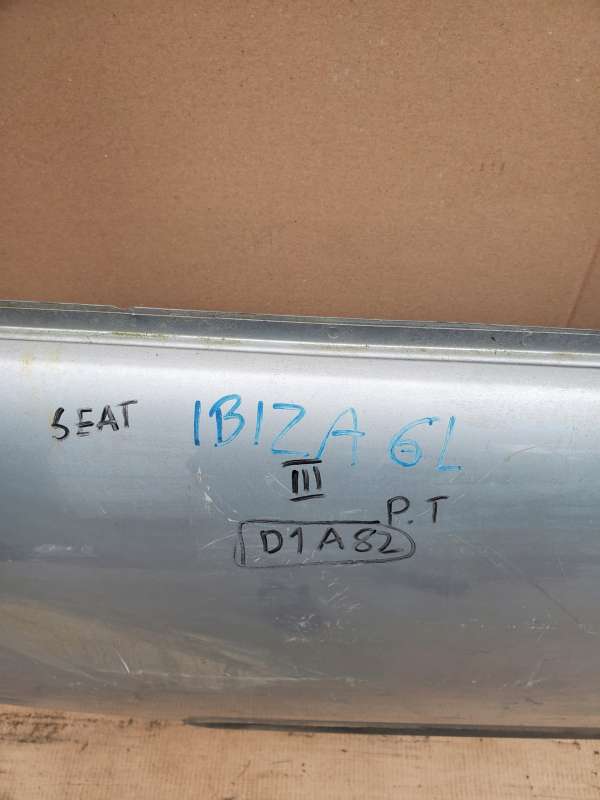 SEAT IBIZA 6L
III
P.T
D1A82